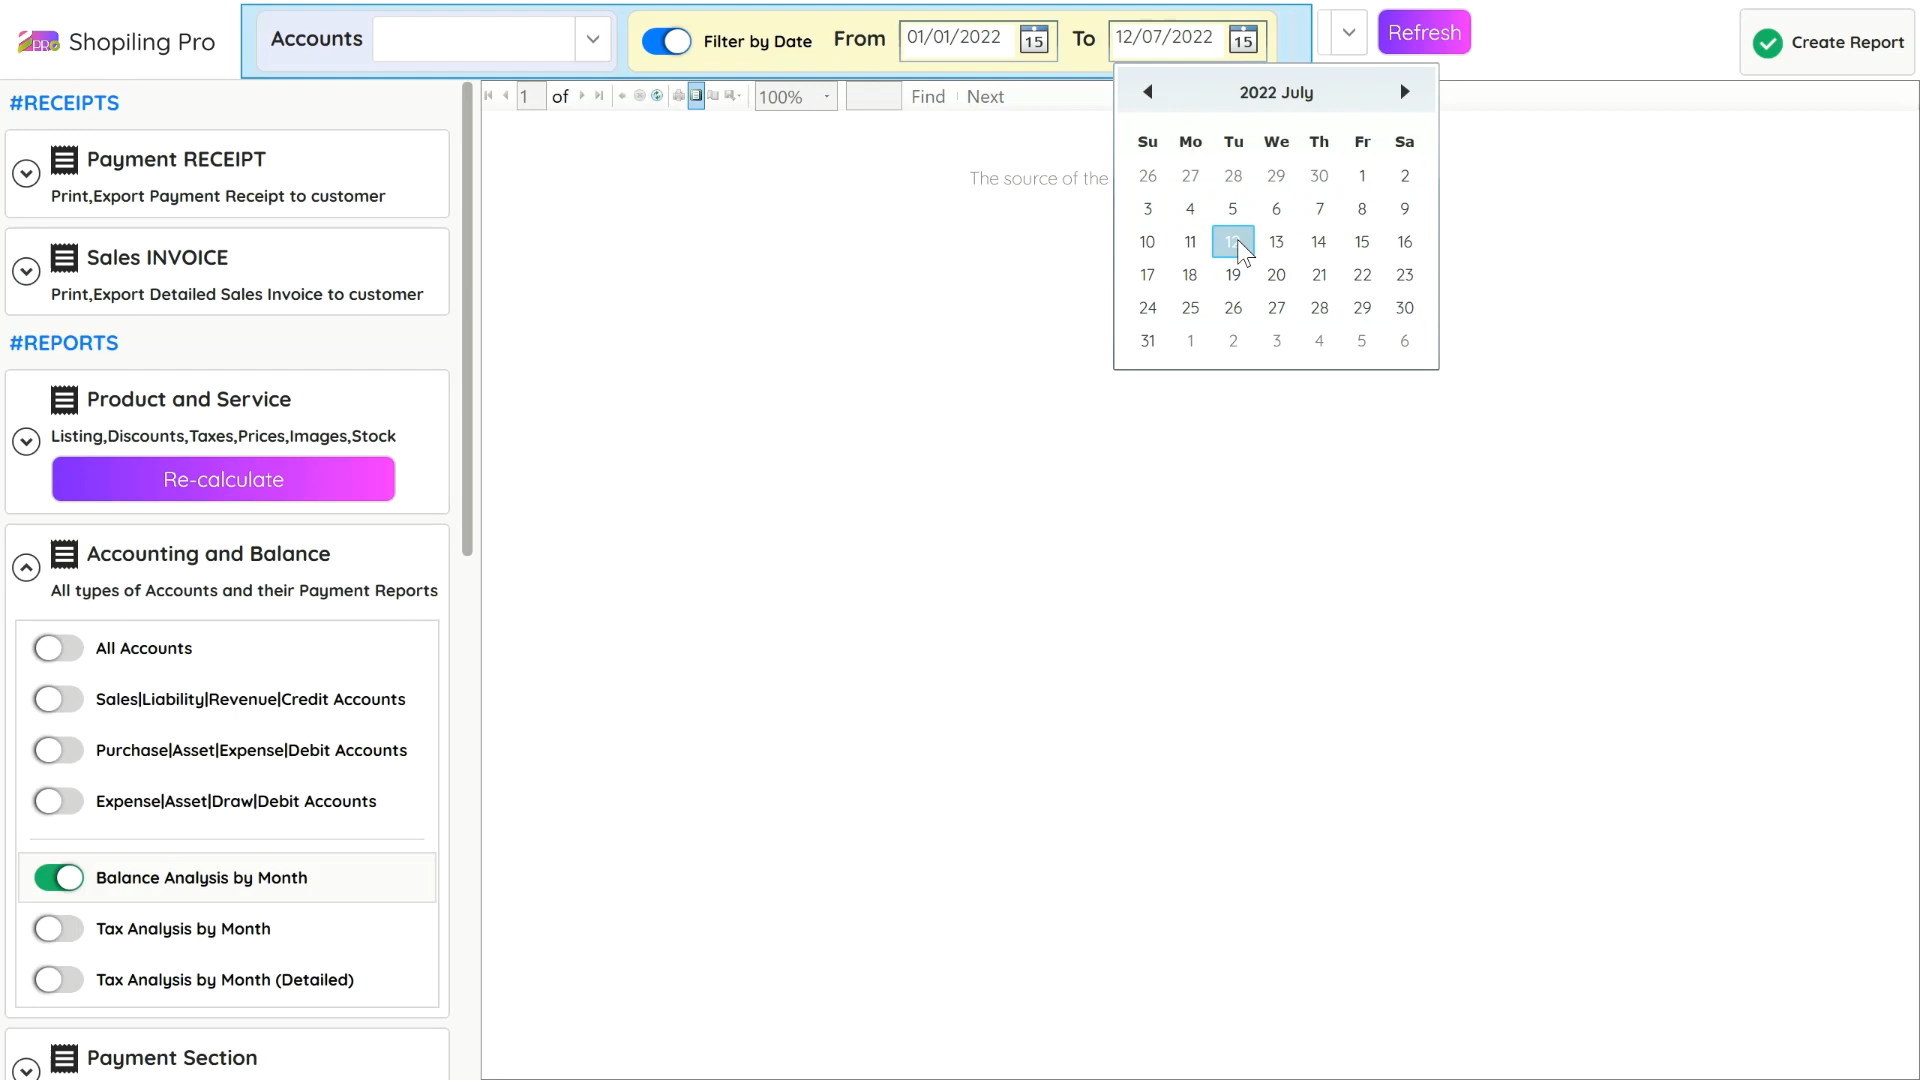 PRO Shopiling Pro
Accounts
Filter by Date From 01/01/2022 15 To 12/07/2022 15
Refresh
Create Report
1 of
100%
Find Next
The source of the
2022 July
Su Mo Tu We Th Fr Sa
26 27 28 29 30 1 2
3 4 5 6 7 8 9
10 11 12 13 14 15 16
17 18 19 20 21 22 23
24 25 26 27 28 29 30
31 1 2 3 4 5 6
#RECEIPTS
Payment RECEIPT
Print,Export Payment Receipt to customer
Sales INVOICE
Print,Export Detailed Sales Invoice to customer
#REPORTS
Product and Service
Listing,Discounts,Taxes,Prices,Images,Stock
Re-calculate
Accounting and Balance
All types of Accounts and their Payment Reports
All Accounts
Sales|Liability|Revenue|Credit Accounts
Purchase|Asset|Expense|Debit Accounts
Expense|Asset|Draw|Debit Accounts
Balance Analysis by Month
Tax Analysis by Month
Tax Analysis by Month (Detailed)
Payment Section